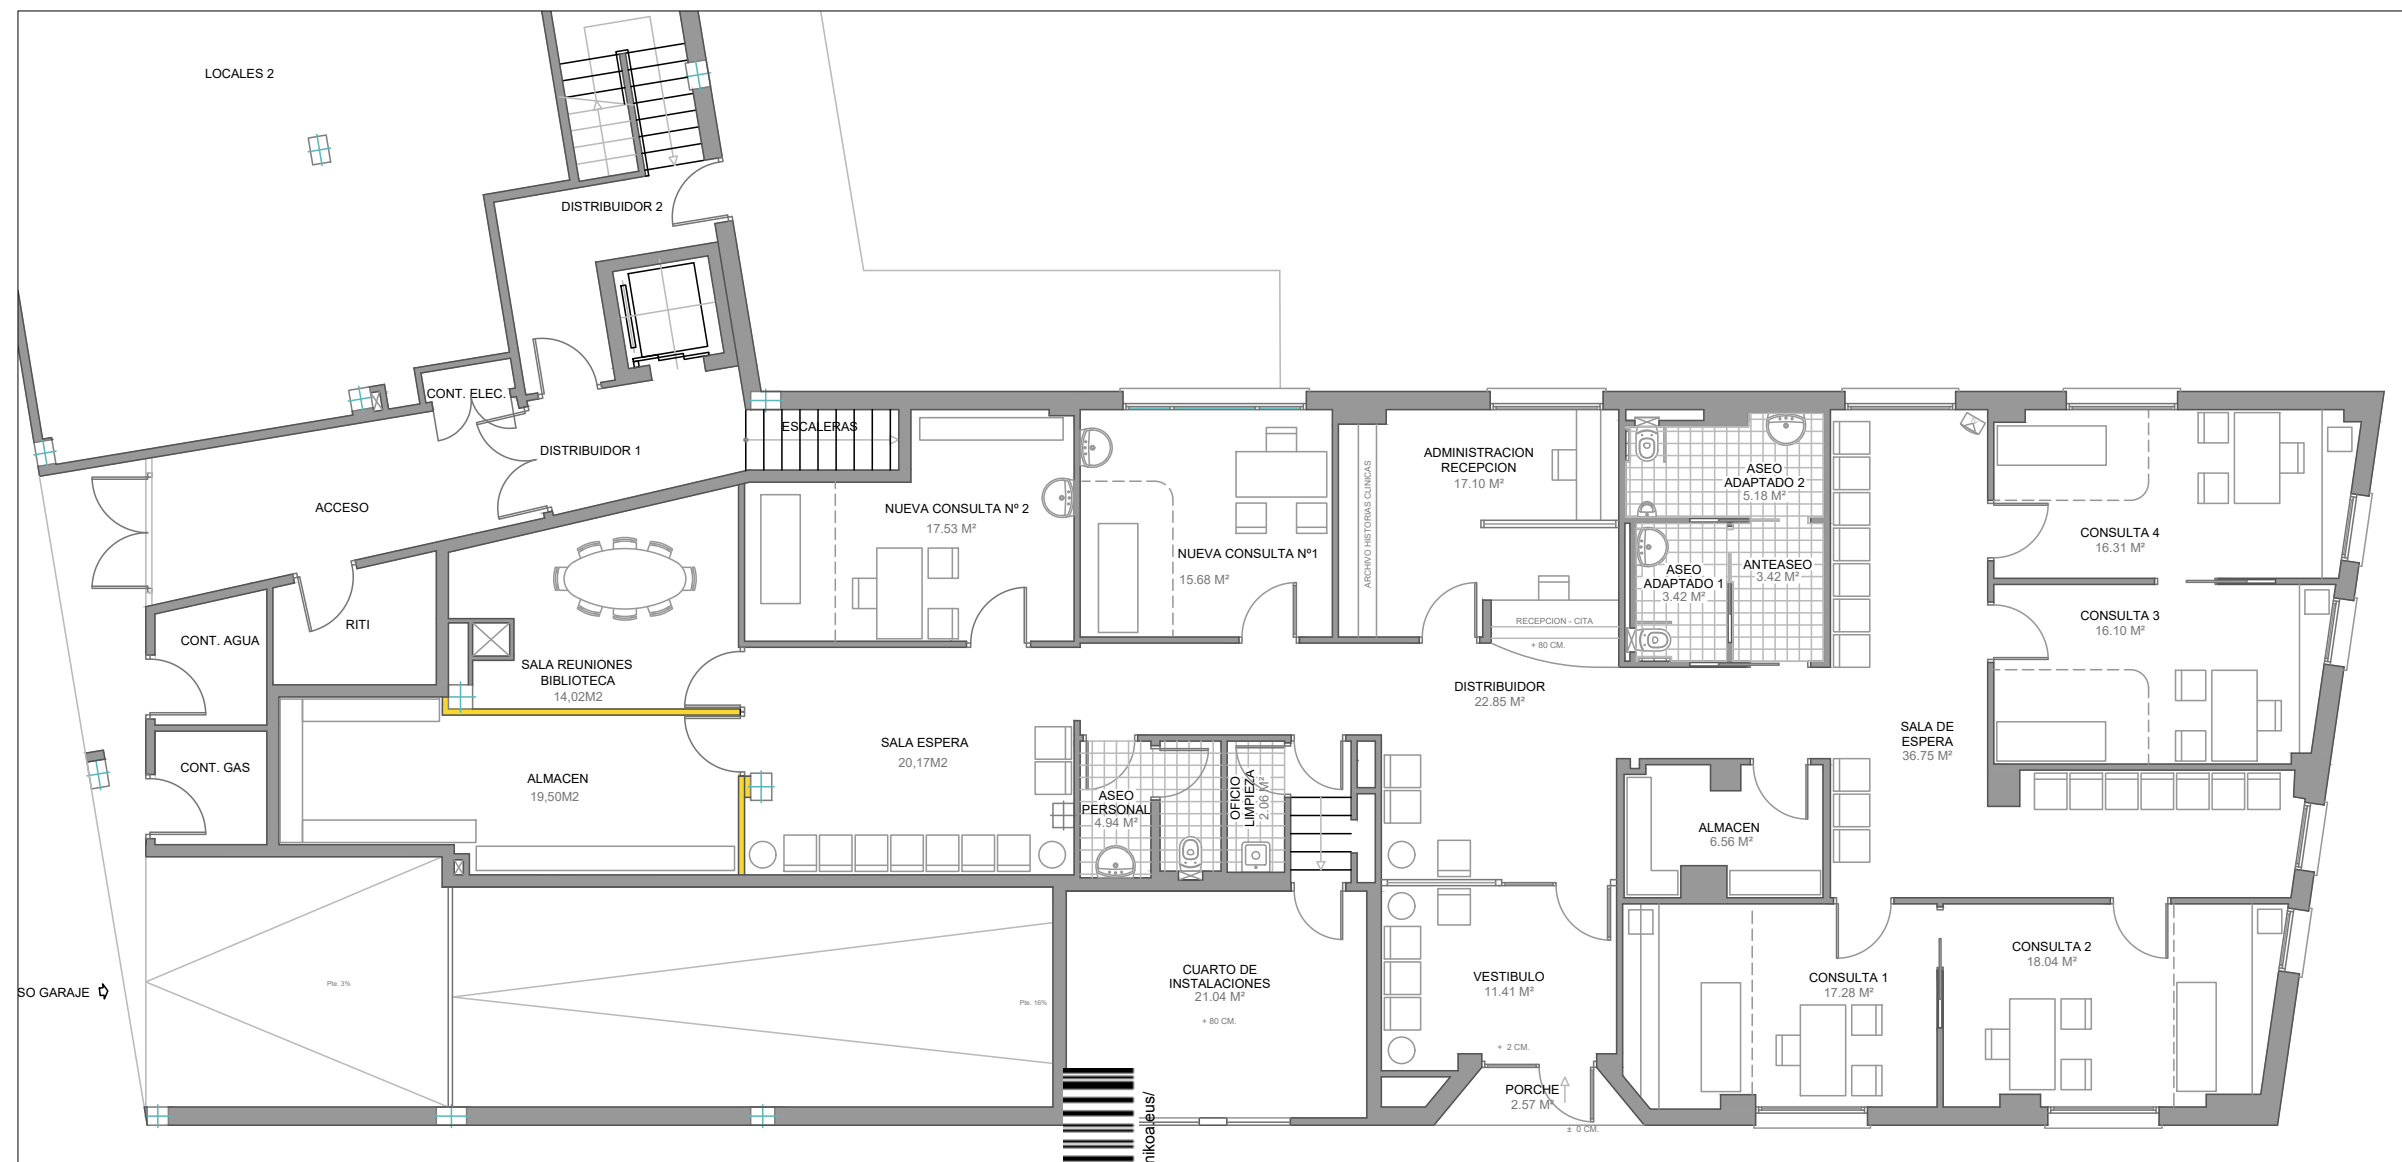 LOCALES 2
DISTRIBUIDOR 2
CONT. ELEC.
ESCALERAS
DISTRIBUIDOR 1
ACCESO
NUEVA CONSULTA Nº 2
17.53 M²
NUEVA CONSULTA Nº1
15.68 M²
ARCHIVO HISTORIAS CLINICAS
ADMINISTRACION
RECEPCION
17.10 M²
ASEO
ADAPTADO 2
5.18 M²
ASEO
ADAPTADO 1
3.42 M²
ANTEASEO
3.42 M²
CONSULTA 4
16.31 M²
CONSULTA 3
16.10 M²
RECEPCION - CITA
+ 80 CM.
RITI
CONT. AGUA
SALA REUNIONES
BIBLIOTECA
14,02M2
DISTRIBUIDOR
22.85 M²
SALA DE
ESPERA
36.75 M²
SALA ESPERA
20,17M2
CONT. GAS
ALMACEN
19,50M2
ASEO
PERSONAL
4.94 M²
OFICIO
LIMPIEZA
2.06 M²
ALMACEN
6.56 M²
SO GARAJE
Pte. 3%
Pte. 16%
CUARTO DE
INSTALACIONES
21.04 M²
+ 80 CM.
VESTIBULO
11.41 M²
+ 2 CM.
CONSULTA 1
17.28 M²
CONSULTA 2
18.04 M²
PORCHE
2.57 M²
± 0 CM.
nikoa.eus/